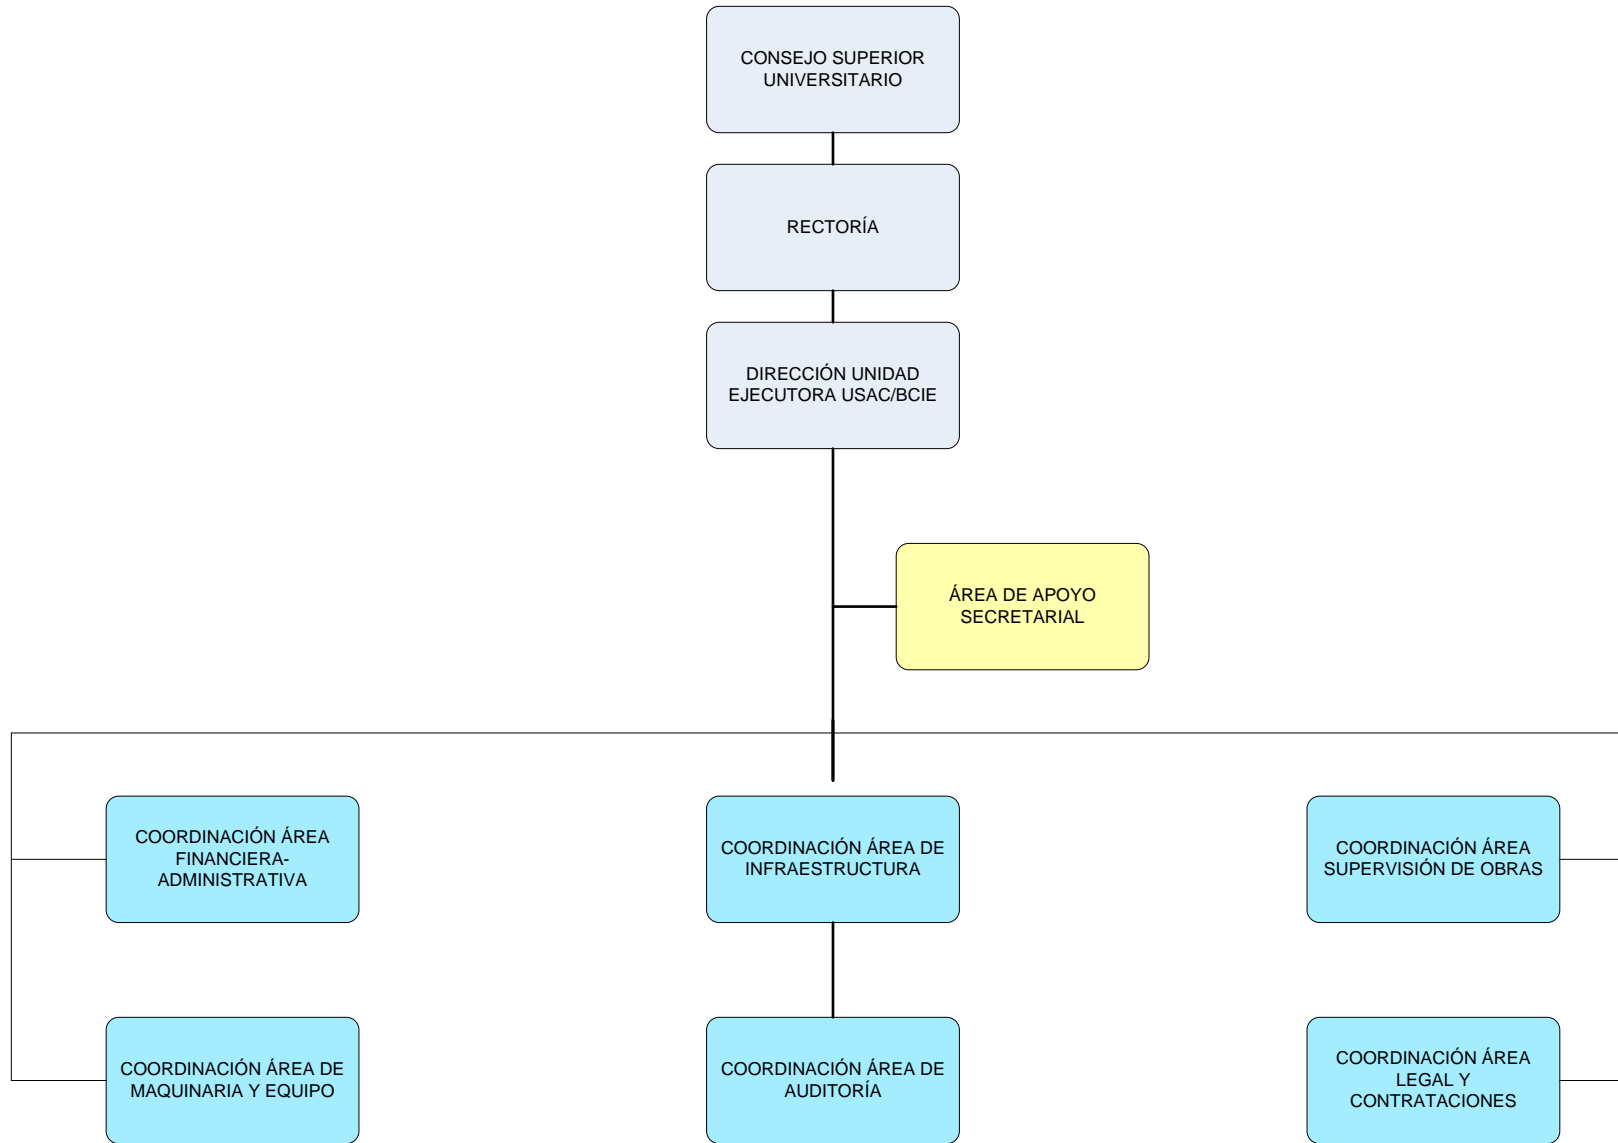 CONSEJO SUPERIOR
UNIVERSITARIO
RECTORÍA
DIRECCIÓN UNIDAD
EJECUTORA USAC/BCIE
ÁREA DE APOYO
SECRETARIAL
COORDINACIÓN ÁREA
FINANCIERA-
ADMINISTRATIVA
COORDINACIÓN ÁREA DE
INFRAESTRUCTURA
COORDINACIÓN ÁREA
SUPERVISIÓN DE OBRAS
COORDINACIÓN ÁREA DE
MAQUINARIA Y EQUIPO
COORDINACIÓN ÁREA DE
AUDITORÍA
COORDINACIÓN ÁREA
LEGAL Y
CONTRATACIONES